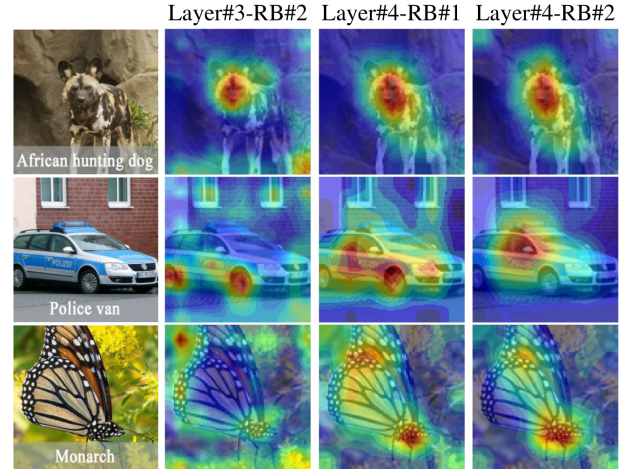 Layer#3-RB#2 Layer#4-RB#1 Layer#4-RB#2
African hunting dog
POLIZEI
Police van
Monarch